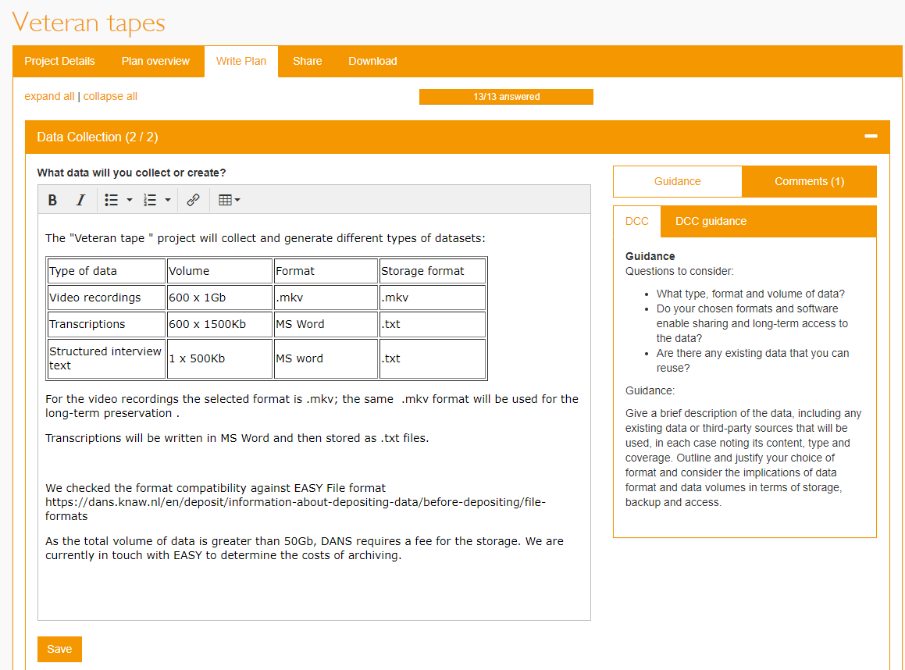 Veteran tapes
Project Details Plan overview Write Plan Share Download
expand all | collapse all
13/13 answered
Data Collection (2 / 2)
What data will you collect or create?
B I
The "Veteran tape " project will collect and generate different types of datasets:
Type of data Volume Format Storage format
Video recordings 600 x 1Gb .mkv .mkv
Transcriptions 600 x 1500Kb MS Word .txt
Structured interview
text 1 x 500Kb MS word .txt
For the video recordings the selected format is .mkv; the same .mkv format will be used for the
long-term preservation .
Transcriptions will be written in MS Word and then stored as .txt files.
We checked the format compatibility against EASY File format
https://dans.knaw.nl/en/deposit/information-about-depositing-data/before-depositing/file-
formats
As the total volume of data is greater than 50Gb, DANS requires a fee for the storage. We are
currently in touch with EASY to determine the costs of archiving.
Save
Guidance Comments (1)
DCC DCC guidance
Guidance
Questions to consider:
• What type, format and volume of data?
• Do your chosen formats and software
enable sharing and long-term access to
the data?
• Are there any existing data that you can
reuse?
Guidance:
Give a brief description of the data, including any
existing data or third-party sources that will be
used, in each case noting its content, type and
coverage. Outline and justify your choice of
format and consider the implications of data
format and data volumes in terms of storage,
backup and access.